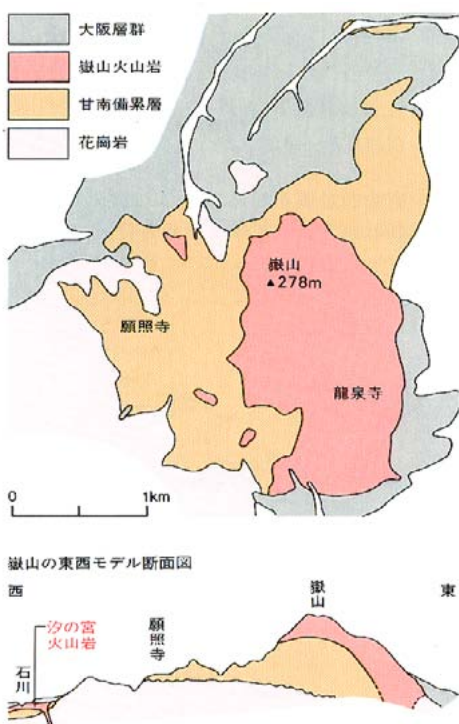 大阪層群
嶽山火山岩
甘南備累層
花崗岩
嶽山
▲278m
願照寺
龍泉寺
0 1km
嶽山の東西モデル断面図
西
東
汐の宮
火山岩
石川
願照寺
嶽山